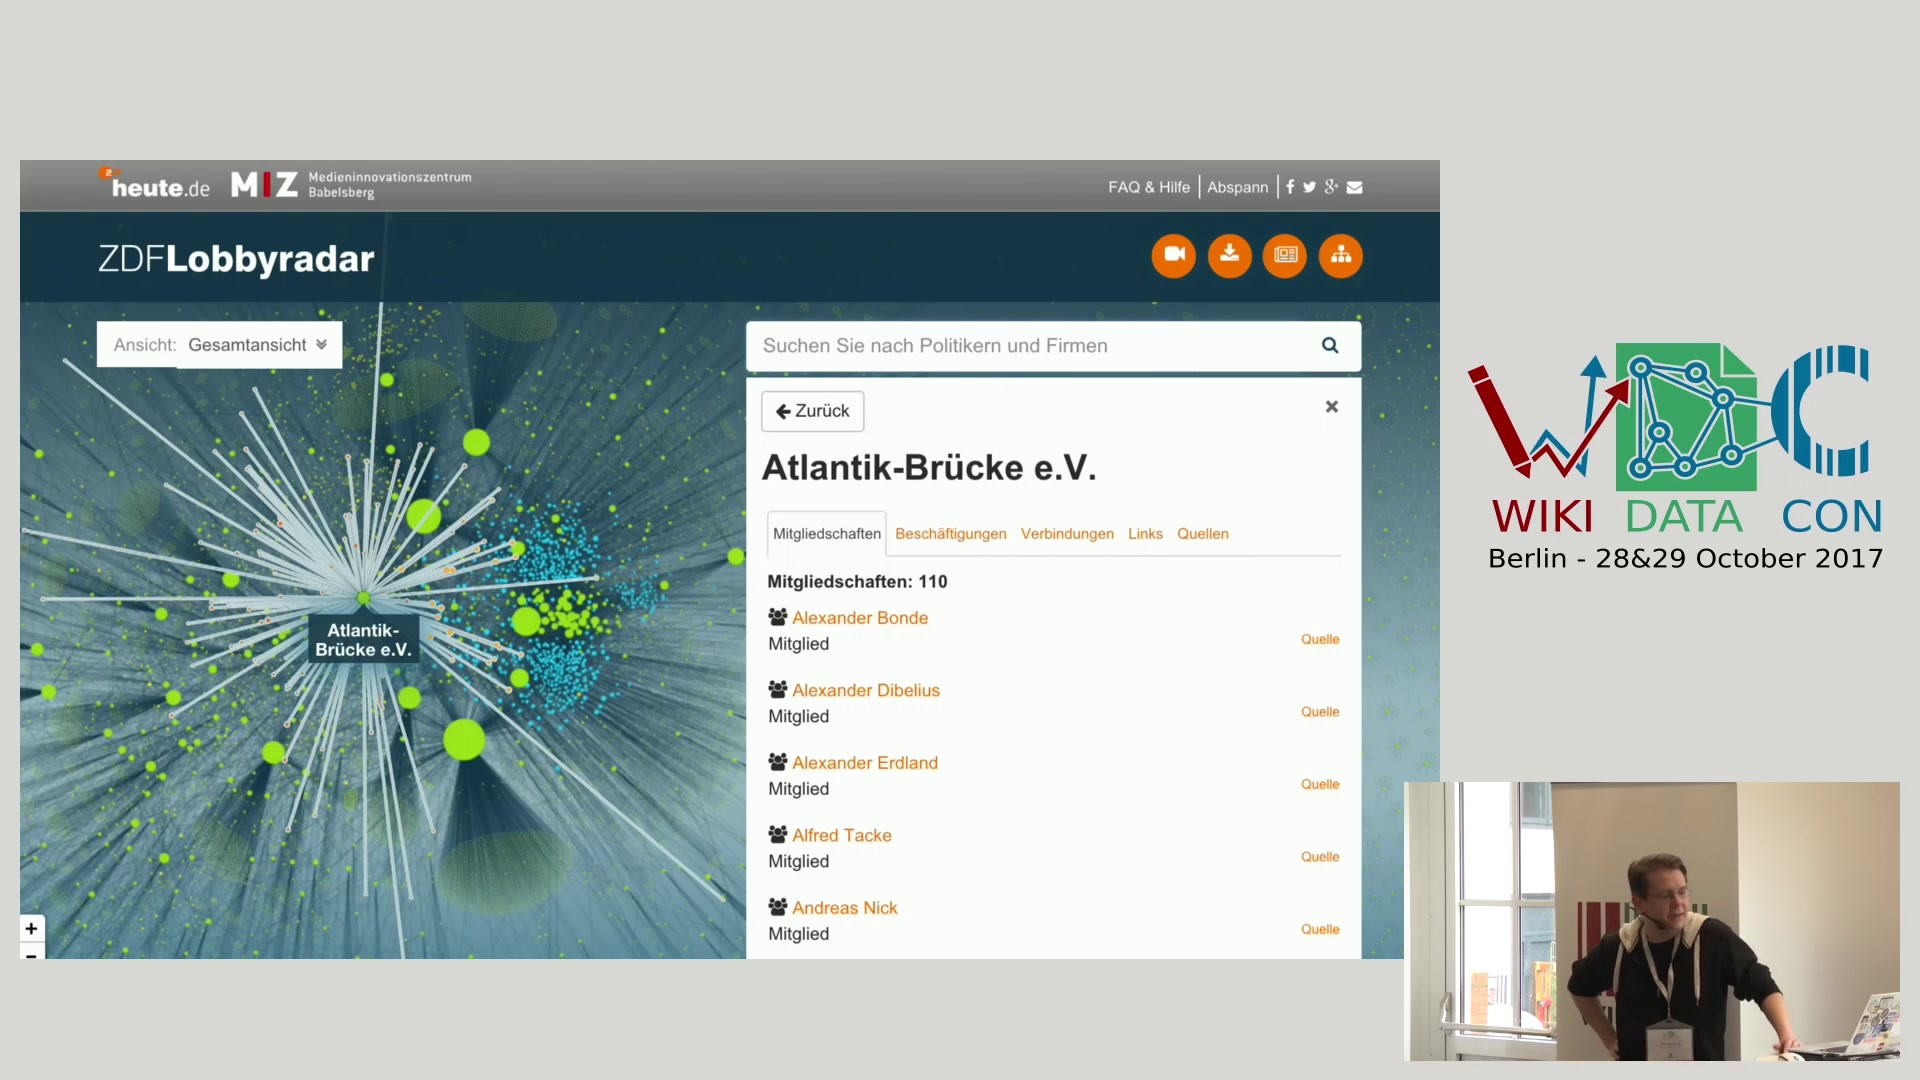 heute.de
MIZ
Medieninnovationszentrum
Babelsberg
FAQ & Hilfe
Abspann
ZDFLobbyradar
Ansicht: Gesamtansicht
Suchen Sie nach Politikern und Firmen
Zurück
Atlantik-Brücke e.V.
Mitgliedschaften Beschäftigungen Verbindungen Links Quellen
Mitgliedschaften: 110
Alexander Bonde
Mitglied
Quelle
Alexander Dibelius
Mitglied
Quelle
Alexander Erdland
Mitglied
Quelle
Alfred Tacke
Mitglied
Quelle
Andreas Nick
Mitglied
Quelle
Atlantik-
Brücke e.V.
+
−
WDC
WIKI DATA CON
Berlin - 28&29 October 2017